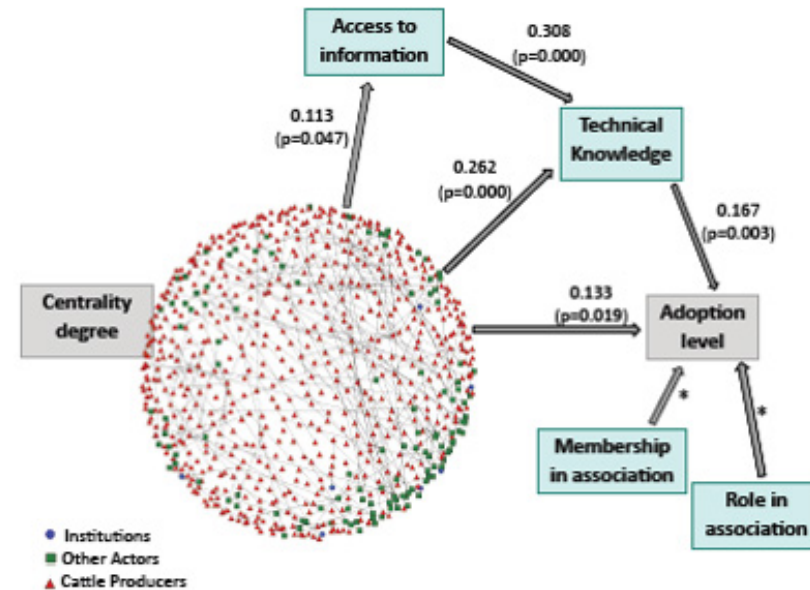 Access to
information
0.308
(p=0.000)
0.113
(p=0.047)
Technical
Knowledge
0.262
(p=0.000)
0.167
(p=0.003)
Centrality
degree
0.133
(p=0.019)
Adoption
level
*
*
Membership
in association
Role in
association
Institutions
Other Actors
Cattle Producers